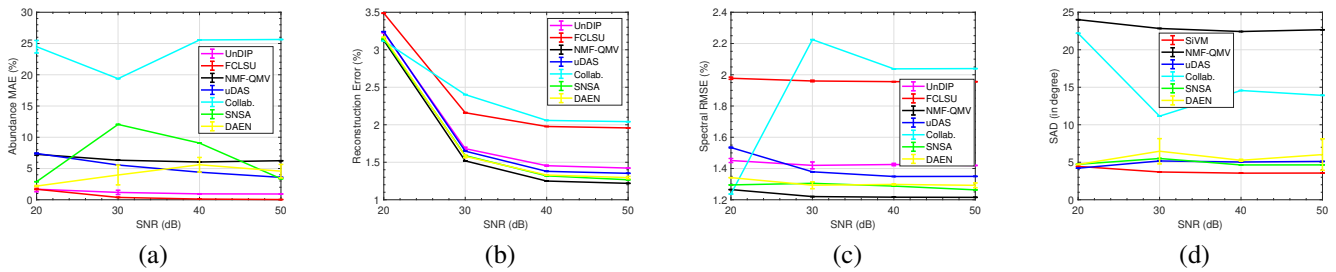 30
25
20
15
10
5
0
Abundance MAE (%)
UnDIP
FCLSU
NMF-QMV
uDAS
Collab.
SNSA
DAEN
20 30 40 50
SNR (dB)
(a)
3.5
3
2.5
2
1.5
1
Reconstruction Error (%)
UnDIP
FCLSU
NMF-QMV
uDAS
Collab.
SNSA
DAEN
20 30 40 50
SNR (dB)
(b)
2.4
2.2
2
1.8
1.6
1.4
1.2
Spectral RMSE (%)
UnDIP
FCLSU
NMF-QMV
uDAS
Collab.
SNSA
DAEN
20 30 40 50
SNR (dB)
(c)
25
20
15
10
5
0
SAD (in degree)
SiVM
NMF-QMV
uDAS
Collab.
SNSA
DAEN
20 30 40 50
SNR (dB)
(d)